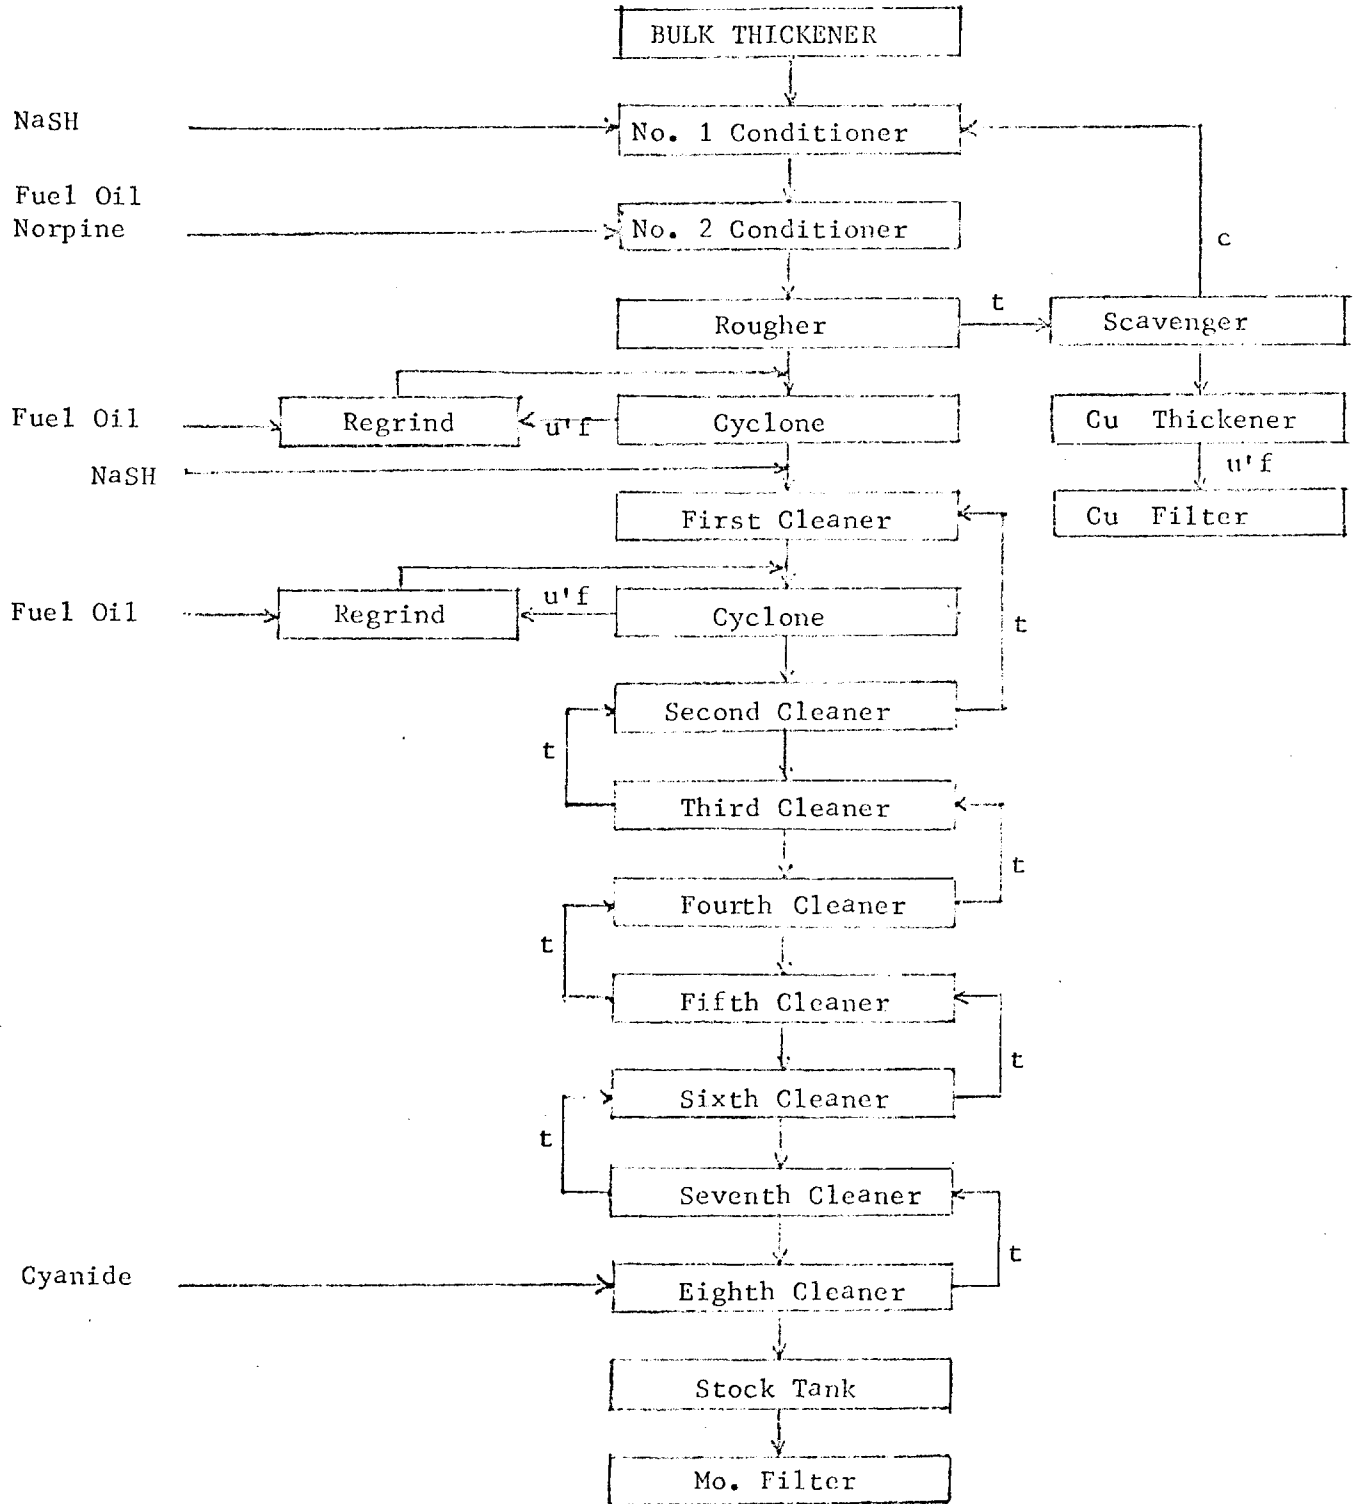 BULK THICKENER
NaSH
No. 1 Conditioner
Fuel Oil
Norpine
No. 2 Conditioner
c
Rougher
t
Scavenger
Fuel Oil
Regrind
u'f
Cyclone
Cu Thickener
NaSH
u'f
First Cleaner
Cu Filter
Fuel Oil
Regrind
u'f
Cyclone
t
Second Cleaner
t
Third Cleaner
t
Fourth Cleaner
t
Fifth Cleaner
t
Sixth Cleaner
t
Seventh Cleaner
t
Cyanide
Eighth Cleaner
Stock Tank
Mo. Filter